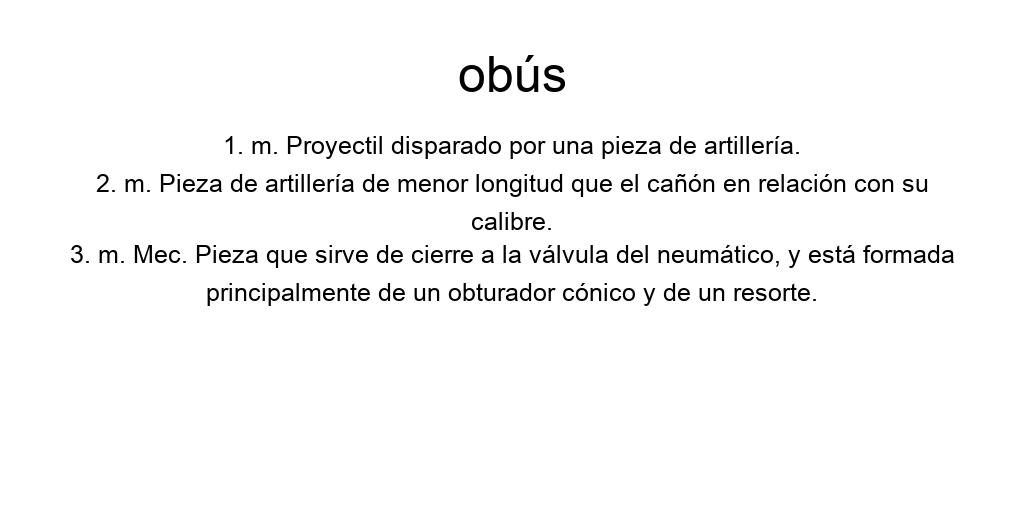 obús
1. m. Proyectil disparado por una pieza de artillería.
2. m. Pieza de artillería de menor longitud que el cañón en relación con su
calibre.
3. m. Mec. Pieza que sirve de cierre a la válvula del neumático, y está formada
principalmente de un obturador cónico y de un resorte.